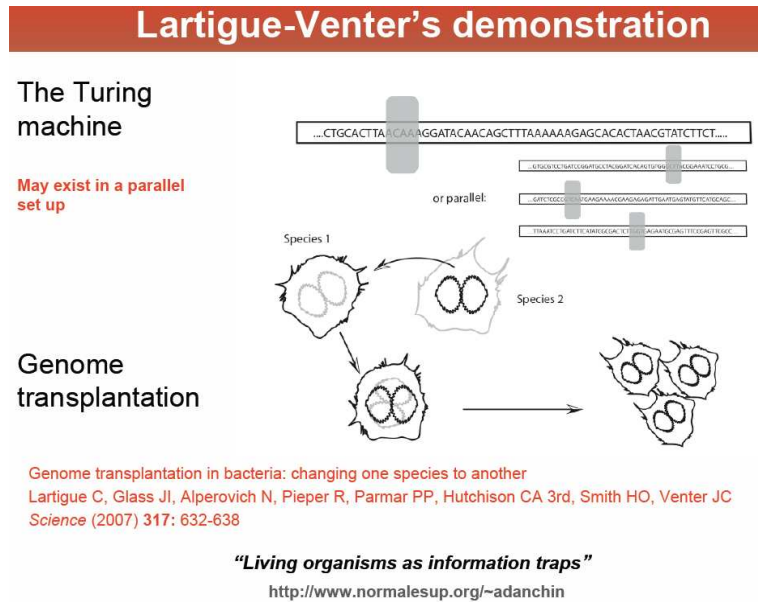 Lartigue-Venter's demonstration
The Turing
machine
....CTGCACTTAACAAAGGATACAACAGCTTTAAAAAAGAGCACACTAACGTATCTTCT.....
May exist in a parallel
set up
or parallel:
Species 1
Species 2
Genome
transplantation
Genome transplantation in bacteria: changing one species to another
Lartigue C, Glass JI, Alperovich N, Pieper R, Parmar PP, Hutchison CA 3rd, Smith HO, Venter JC
Science (2007) 317: 632-638
“Living organisms as information traps”
http://www.normalesup.org/~adanchin